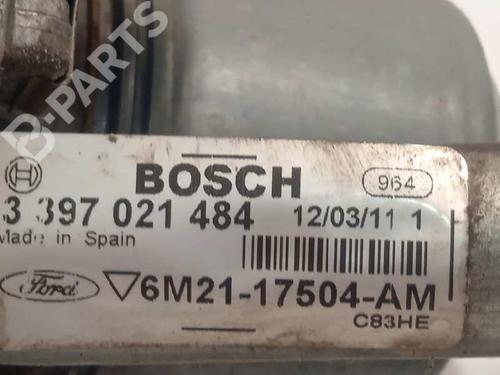 B-PARTS
BOSCH 964
3 397 021 484 12/03/11 1
Made in Spain
Ford 6M21-17504-AM
C83HE